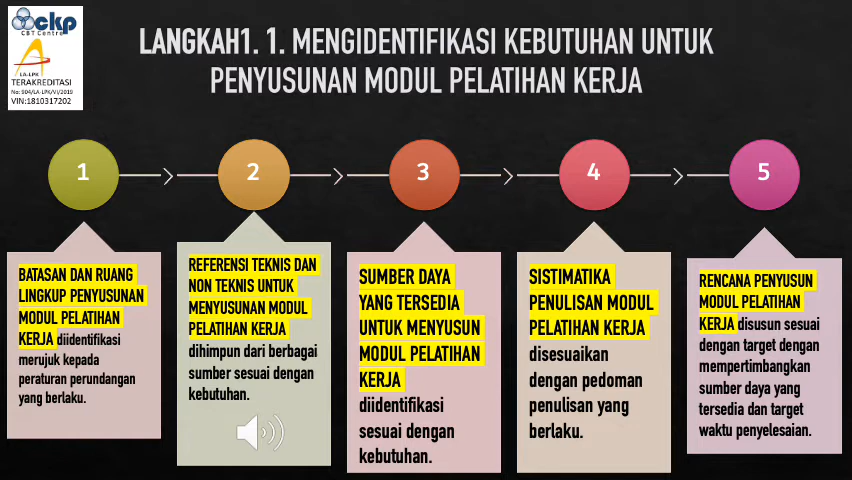 ckp
CBT Centre
LA-LPK
TERAKREDITASI
No: 904/LA-LPK/VI/2019
VIN:1810317202
LANGKAH1. 1. MENGIDENTIFIKASI KEBUTUHAN UNTUK
PENYUSUNAN MODUL PELATIHAN KERJA
1
2
3
4
5
BATASAN DAN RUANG
LINGKUP PENYUSUNAN
MODUL PELATIHAN
KERJA diidentifikasi
merujuk kepada
peraturan perundangan
yang berlaku.
REFERENSI TEKNIS DAN
NON TEKNIS UNTUK
MENYUSUNAN MODUL
PELATIHAN KERJA
dihimpun dari berbagai
sumber sesuai dengan
kebutuhan.
SUMBER DAYA
YANG TERSEDIA
UNTUK MENYUSUN
MODUL PELATIHAN
KERJA
diidentifikasi
sesuai dengan
kebutuhan.
SISTIMATIKA
PENULISAN MODUL
PELATIHAN KERJA
disesuaikan
dengan pedoman
penulisan yang
berlaku.
RENCANA PENYUSUN
MODUL PELATIHAN
KERJA disusun sesuai
dengan target dengan
mempertimbangkan
sumber daya yang
tersedia dan target
waktu penyelesaian.